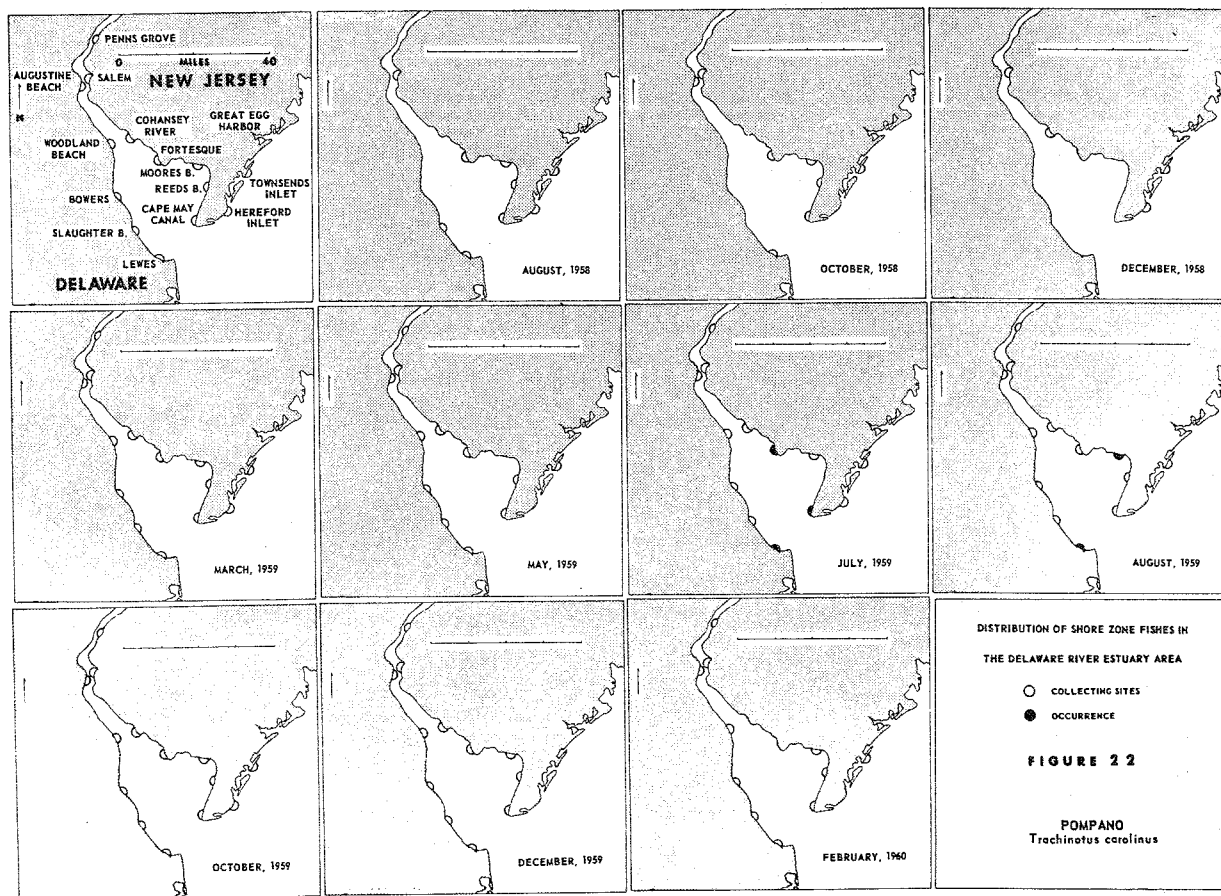 PENNS GROVE
0 MILES 40
AUGUSTINE BEACH
SALEM
NEW JERSEY
N
COHANSEY RIVER
GREAT EGG HARBOR
WOODLAND BEACH
FORTESQUE
MOORES B.
REEDS B.
TOWNSENDS INLET
BOWERS
CAPE MAY CANAL
HEREFORD INLET
SLAUGHTER B.
LEWES
DELAWARE
AUGUST, 1958
OCTOBER, 1958
DECEMBER, 1958
MARCH, 1959
MAY, 1959
JULY, 1959
AUGUST, 1959
OCTOBER, 1959
DECEMBER, 1959
FEBRUARY, 1960
DISTRIBUTION OF SHORE ZONE FISHES IN
THE DELAWARE RIVER ESTUARY AREA
COLLECTING SITES
OCCURRENCE
FIGURE 22
POMPANO
Trachinotus carolinus